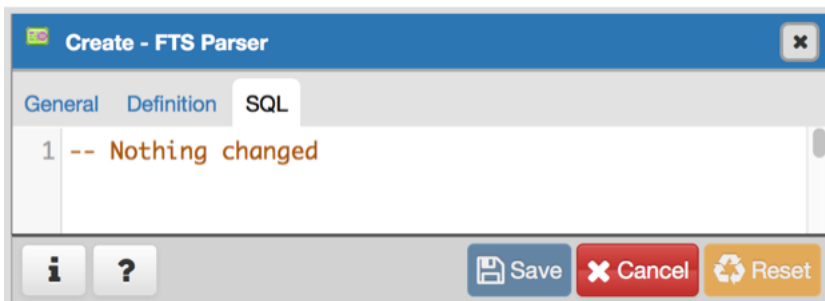 Create - FTS Parser
General Definition SQL
1 -- Nothing changed
i ? Save Cancel Reset